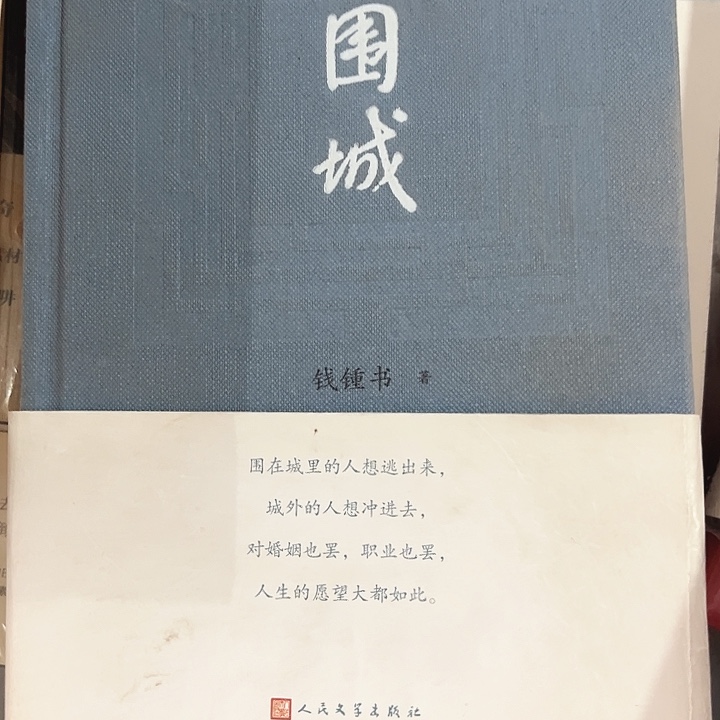 围
城
钱锺书 著
围在城里的人想逃出来，
城外的人想冲进去，
对婚姻也罢，职业也罢，
人生的愿望大都如此。
人民文学出版社